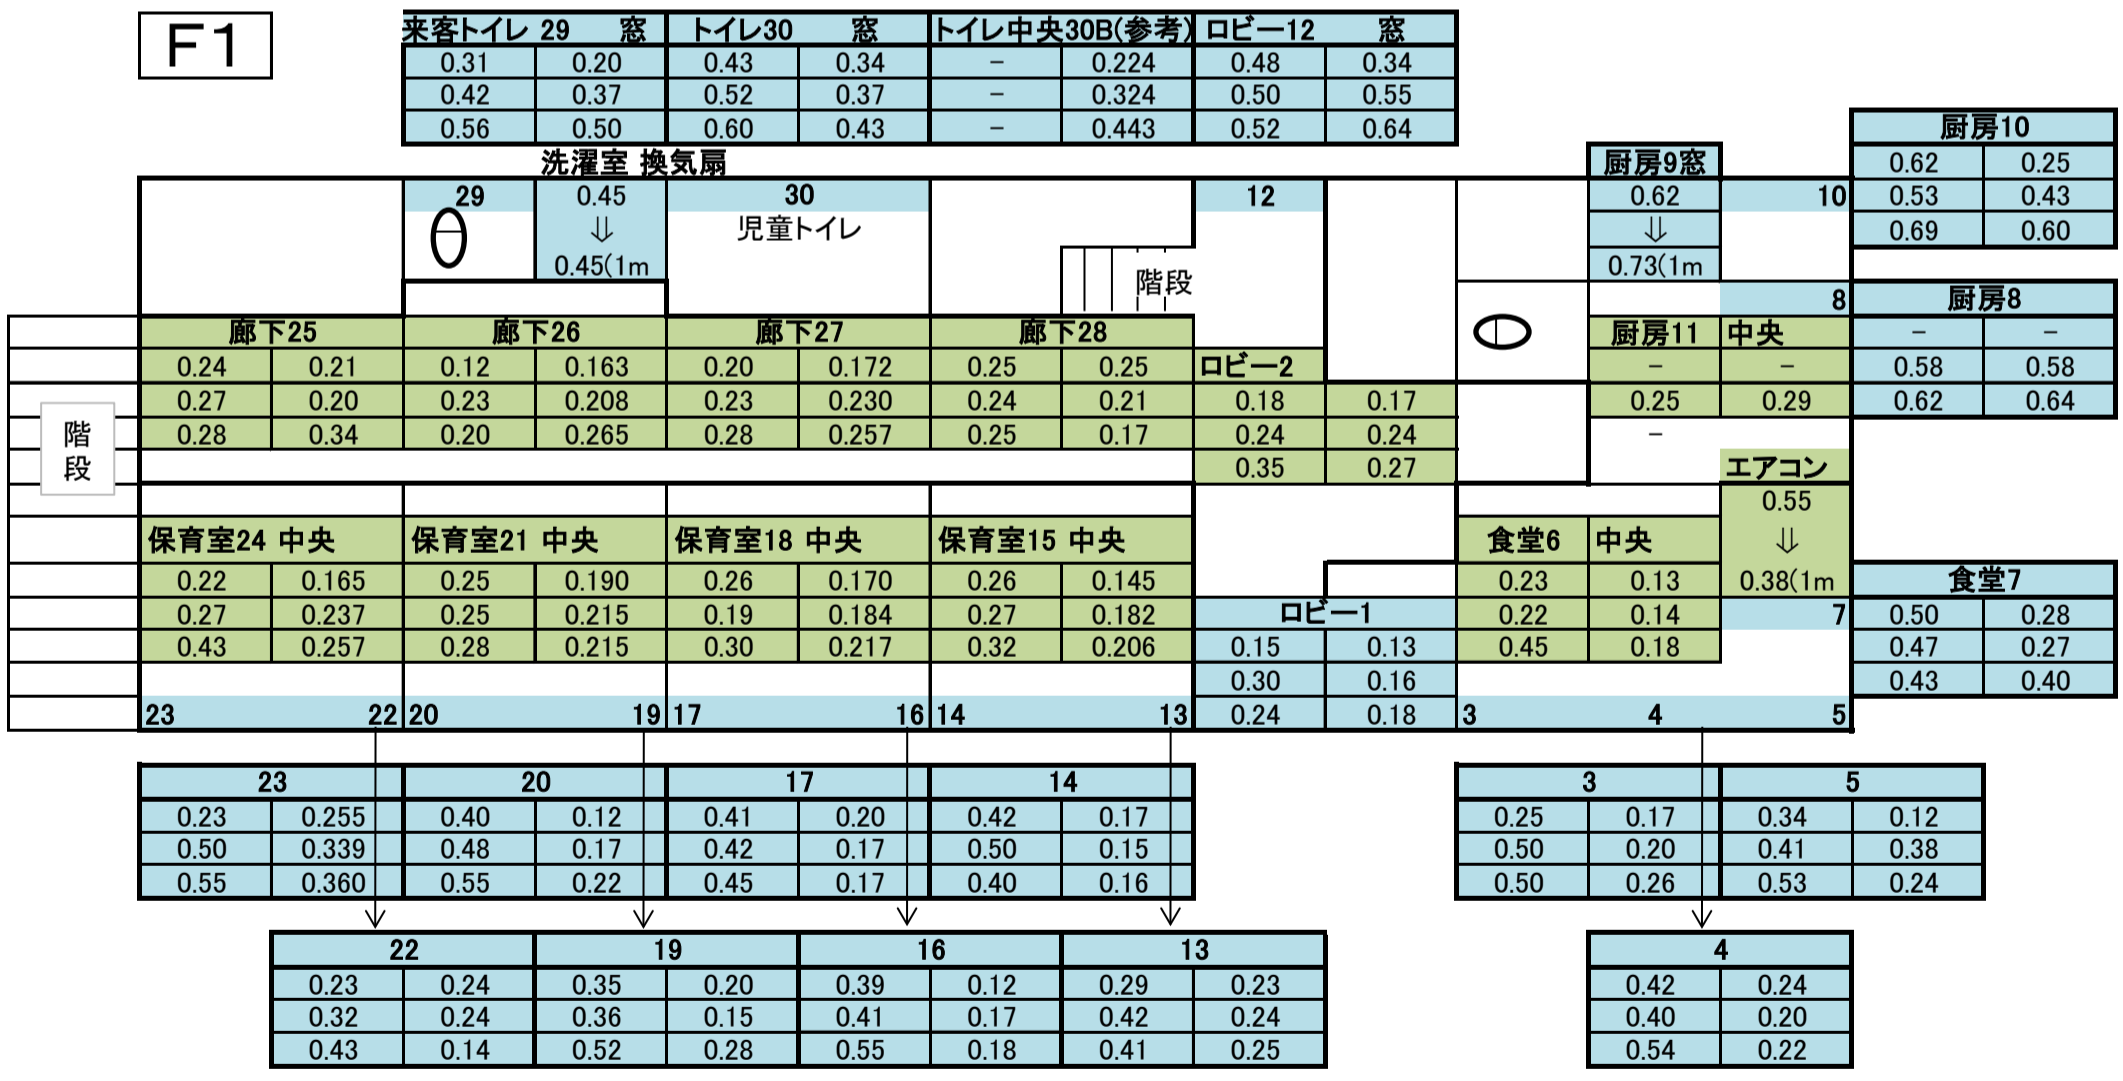 F1
来客トイレ 29 窓 トイレ30 窓 トイレ中央30B(参考) ロビー12 窓
0.31 0.20 0.43 0.34 － 0.224 0.48 0.34
0.42 0.37 0.52 0.37 － 0.324 0.50 0.55
0.56 0.50 0.60 0.43 － 0.443 0.52 0.64
厨房10
0.62 0.25
0.53 0.43
0.69 0.60
洗濯室 換気扇
厨房9窓
29 0.45 30 12 0.62 10
⇓ 児童トイレ ⇓
0.45(1m 階段 0.73(1m
8 厨房8
廊下25 廊下26 廊下27 廊下28 厨房11 中央 － －
0.24 0.21 0.12 0.163 0.20 0.172 0.25 0.25 ロビー2 － － 0.58 0.58
0.27 0.20 0.23 0.208 0.23 0.230 0.24 0.21 0.18 0.17 0.25 0.29 0.62 0.64
0.28 0.34 0.20 0.265 0.28 0.257 0.25 0.17 0.24 0.24 －
0.35 0.27 エアコン
階
段
0.55
保育室24 中央 保育室21 中央 保育室18 中央 保育室15 中央 食堂6 中央 ⇓
0.22 0.165 0.25 0.190 0.26 0.170 0.26 0.145 0.23 0.13 0.38(1m 食堂7
0.27 0.237 0.25 0.215 0.19 0.184 0.27 0.182 ロビー1 0.22 0.14 7 0.50 0.28
0.43 0.257 0.28 0.215 0.30 0.217 0.32 0.206 0.15 0.13 0.45 0.18 0.47 0.27
0.30 0.16 0.43 0.40
23 22 20 19 17 16 14 13 0.24 0.18 3 4 5
23 20 17 14 3 5
0.23 0.255 0.40 0.12 0.41 0.20 0.42 0.17 0.25 0.17 0.34 0.12
0.50 0.339 0.48 0.17 0.42 0.17 0.50 0.15 0.50 0.20 0.41 0.38
0.55 0.360 0.55 0.22 0.45 0.17 0.40 0.16 0.50 0.26 0.53 0.24
22 19 16 13 4
0.23 0.24 0.35 0.20 0.39 0.12 0.29 0.23 0.42 0.24
0.32 0.24 0.36 0.15 0.41 0.17 0.42 0.24 0.40 0.20
0.43 0.14 0.52 0.28 0.55 0.18 0.41 0.25 0.54 0.22